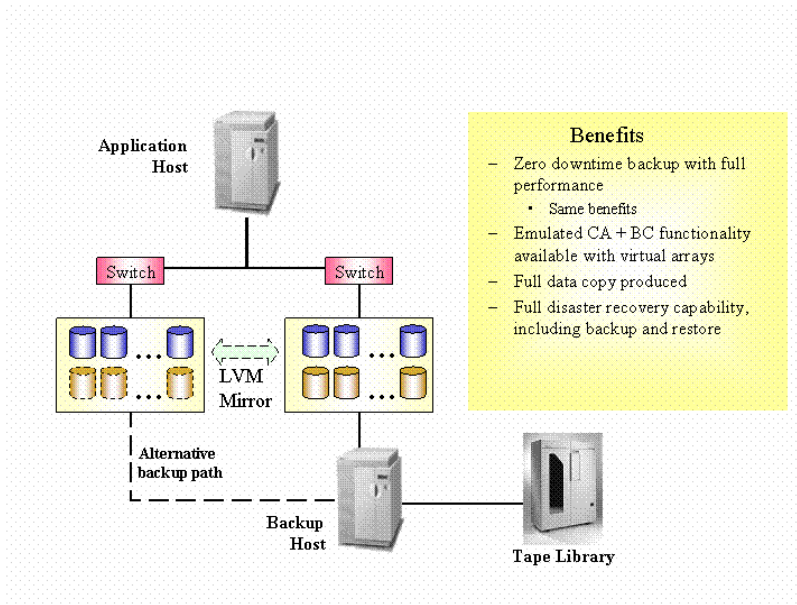 Application
Host
Switch
Switch
LVM
Mirror
Alternative
backup path
Backup
Host
Tape Library
Benefits
– Zero downtime backup with full
performance
• Same benefits
– Emulated CA + BC functionality
available with virtual arrays
– Full data copy produced
– Full disaster recovery capability,
including backup and restore